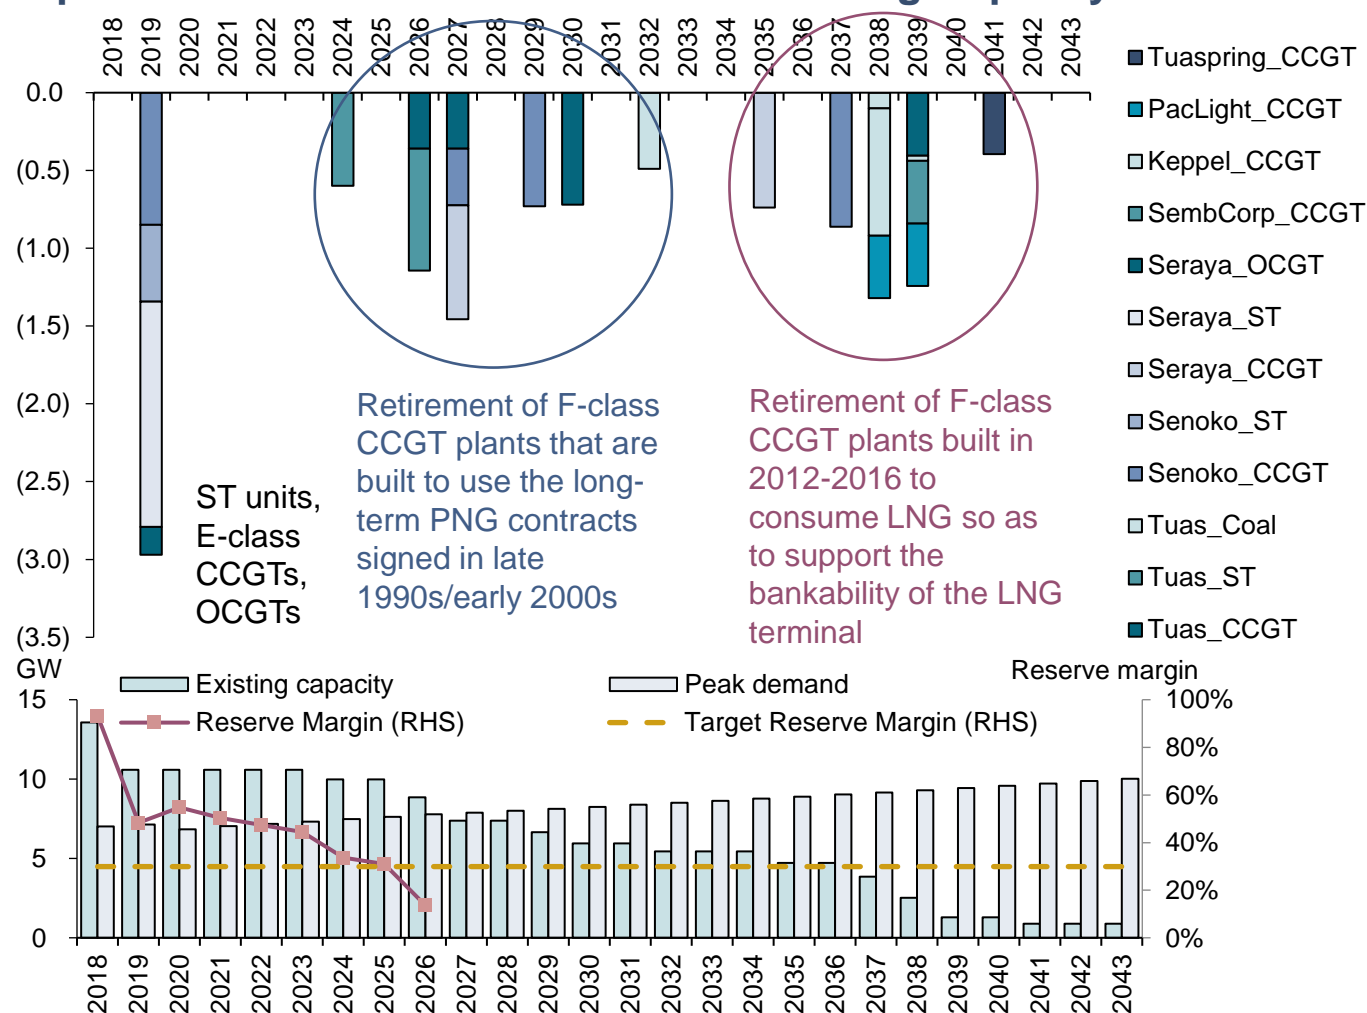 2018 2019 2020 2021 2022 2023 2024 2025 2026 2027 2028 2029 2030 2031 2032 2033 2034 2035 2036 2037 2038 2039 2040 2041 2042 2043
0.0
(0.5)
(1.0)
(1.5)
(2.0)
(2.5)
(3.0)
(3.5)
GW
ST units,
E-class
CCGTs,
OCGTs
Retirement of F-class
CCGT plants that are
built to use the long-
term PNG contracts
signed in late
1990s/early 2000s
Retirement of F-class
CCGT plants built in
2012-2016 to
consume LNG so as
to support the
bankability of the LNG
terminal
Tuaspring_CCGT
PacLight_CCGT
Keppel_CCGT
SembCorp_CCGT
Seraya_OCGT
Seraya_ST
Seraya_CCGT
Senoko_ST
Senoko_CCGT
Tuas_Coal
Tuas_ST
Tuas_CCGT
Reserve margin
Existing capacity
Peak demand
Reserve Margin (RHS)
Target Reserve Margin (RHS)
15
10
5
0
100%
80%
60%
40%
20%
0%
2018 2019 2020 2021 2022 2023 2024 2025 2026 2027 2028 2029 2030 2031 2032 2033 2034 2035 2036 2037 2038 2039 2040 2041 2042 2043